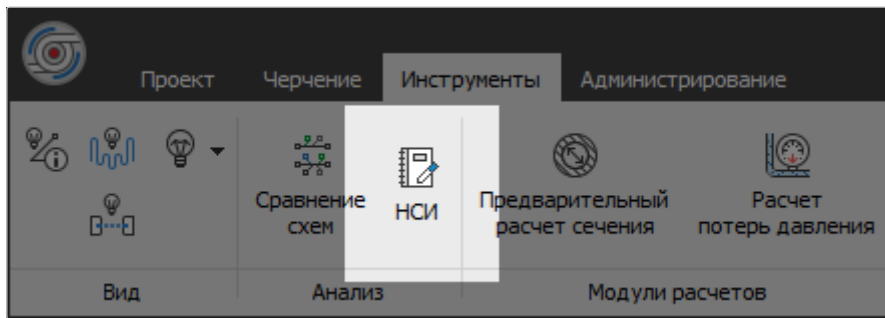 Проект Черчение Инструменты Администрирование
Сравнение схем
НСИ
Предварительный расчет сечения
Расчет потерь давления
Вид Анализ Модули расчетов